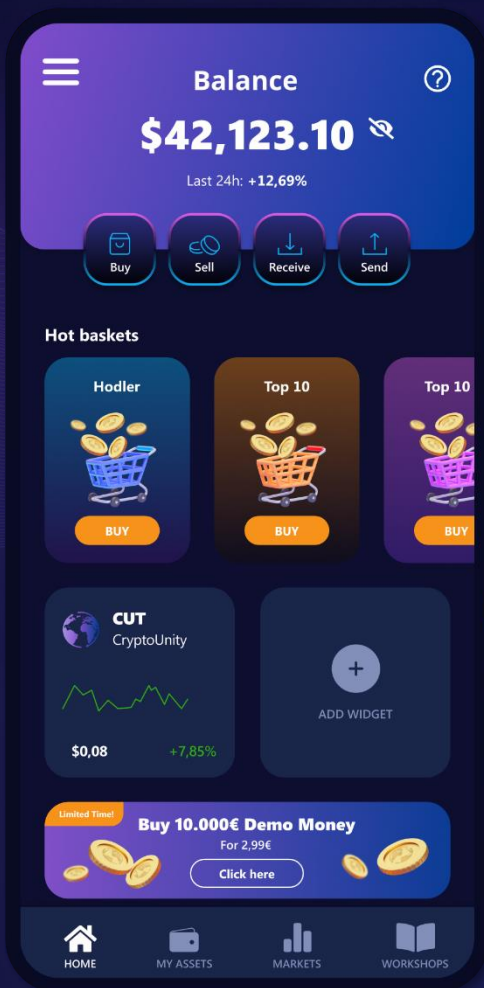 Balance
$42,123.10
Last 24h: +12,69%
Buy Sell Receive Send
Hot baskets
Hodler Top 10 Top 10
BUY BUY BUY
CUT
CryptoUnity
$0,08 +7,85%
ADD WIDGET
Limited Time!
Buy 10.000€ Demo Money
For 2,99€
Click here
HOME MY ASSETS MARKETS WORKSHOPS